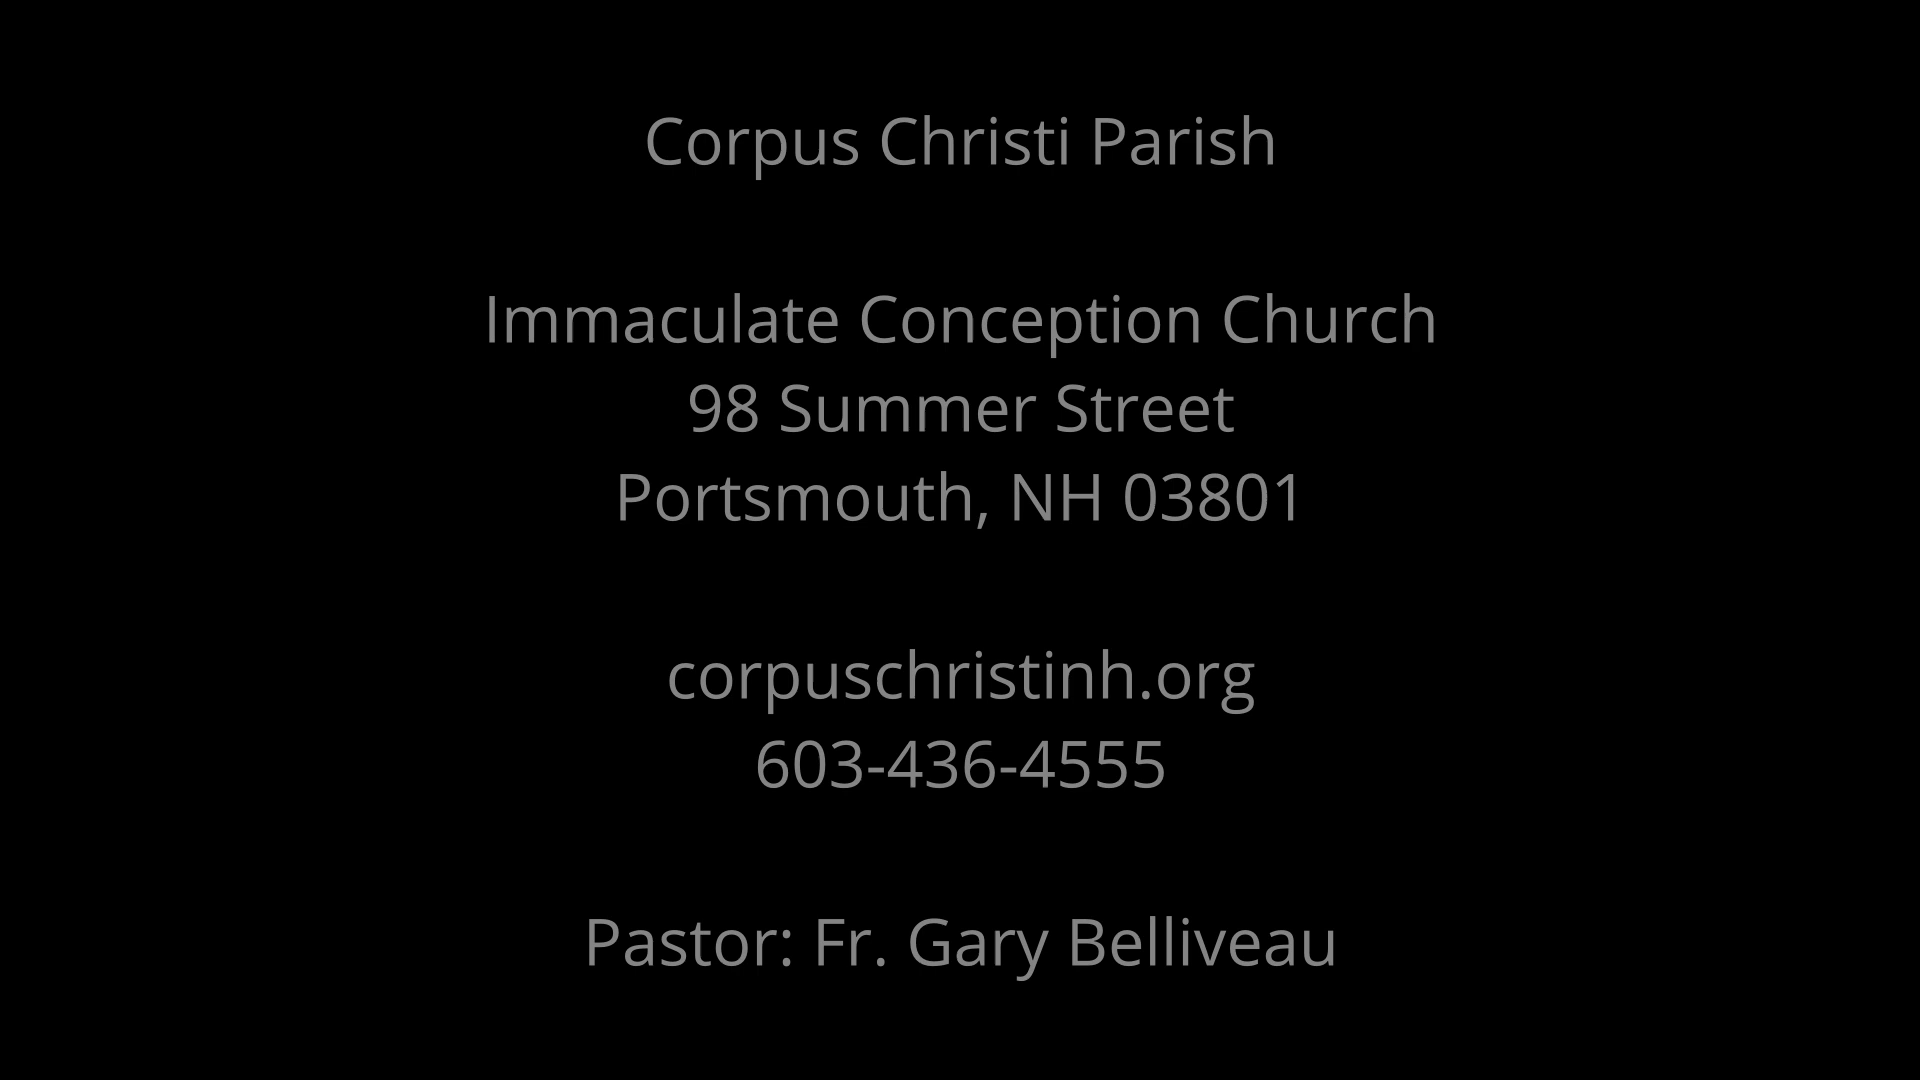 Corpus Christi Parish
Immaculate Conception Church
98 Summer Street
Portsmouth, NH 03801
corpuschristinh.org
603-436-4555
Pastor: Fr. Gary Belliveau